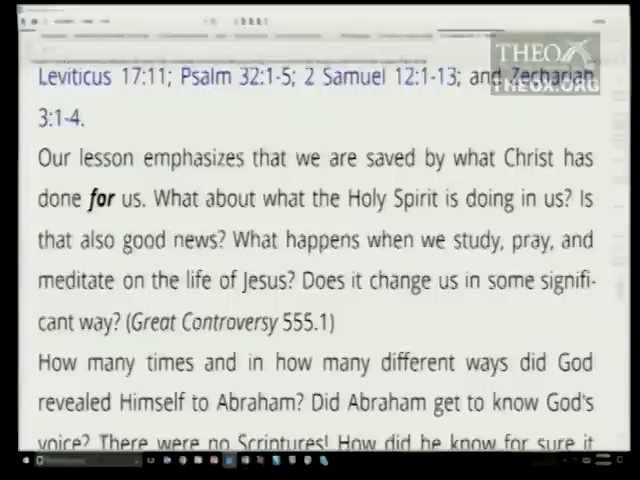 THEOX
THEOX.ORG
Leviticus 17:11; Psalm 32:1-5; 2 Samuel 12:1-13; and Zechariah
3:1-4.
Our lesson emphasizes that we are saved by what Christ has
done for us. What about what the Holy Spirit is doing in us? Is
that also good news? What happens when we study, pray, and
meditate on the life of Jesus? Does it change us in some signifi-
cant way? (Great Controversy 555.1)
How many times and in how many different ways did God
revealed Himself to Abraham? Did Abraham get to know God's
voice? There were no Scriptures! How did he know for sure it